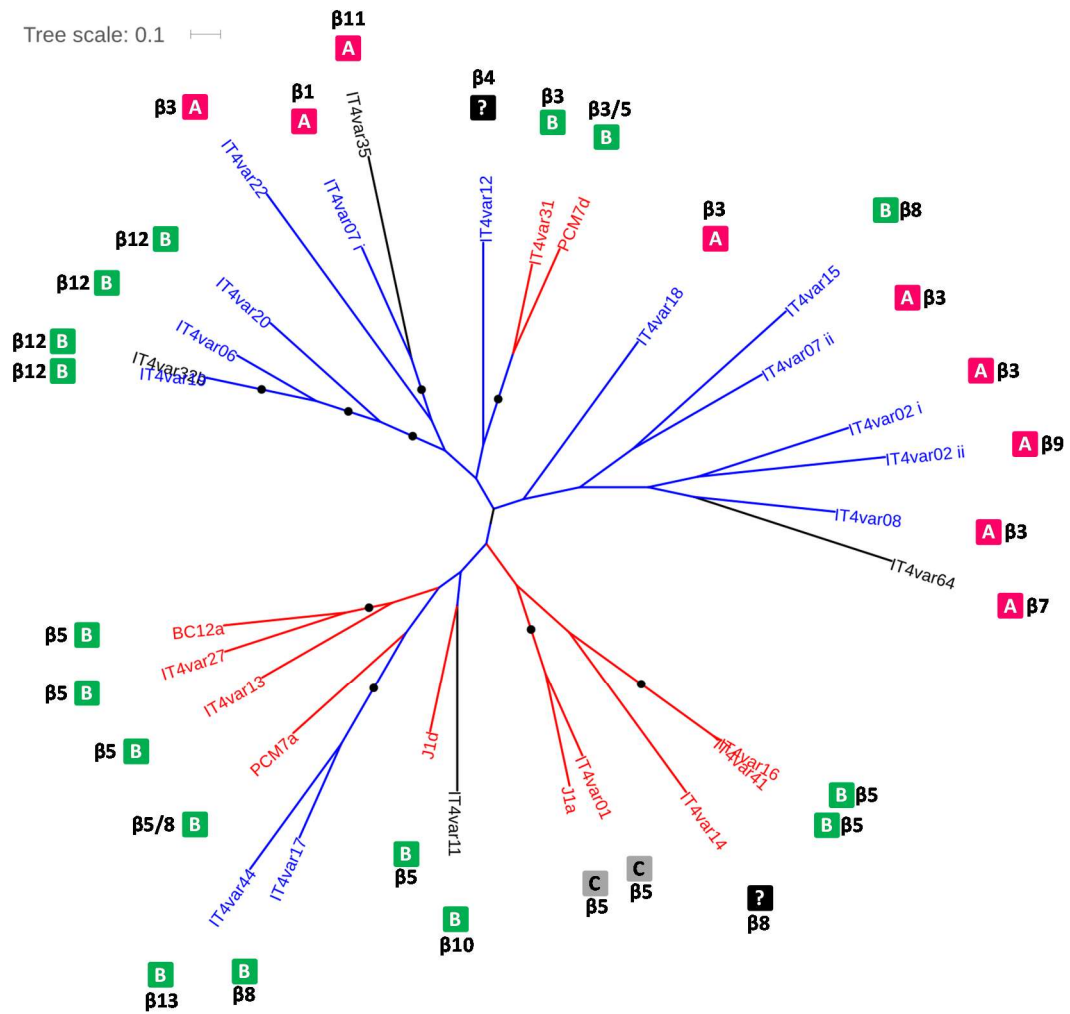 β11
Tree scale: 0.1
A
β4
β1
β3
β3 A
?
β3/5
A
B
B
IT4var35
IT4var22
IT4var07 i
IT4var12
IT4var31
PCM7d
β3
A
B β8
β12 B
β12 B
IT4var20
IT4var18
IT4var15
A β3
IT4var06
IT4var07 ii
β12 B
β12 B
IT4var32b
A β3
IT4var02 i
A β9
IT4var02 ii
IT4var08
A β3
IT4var64
A β7
β5 B
BC12a
IT4var27
IT4var13
β5 B
PCM7a
J1d
β5 B
IT4var16
IT4var41
J1a
IT4var01
B β5
β5/8 B
IT4var11
IT4var14
B β5
IT4var44
IT4var17
B
β5
C
β5
C
β5
?
β8
B
β10
B
β13
B
β8